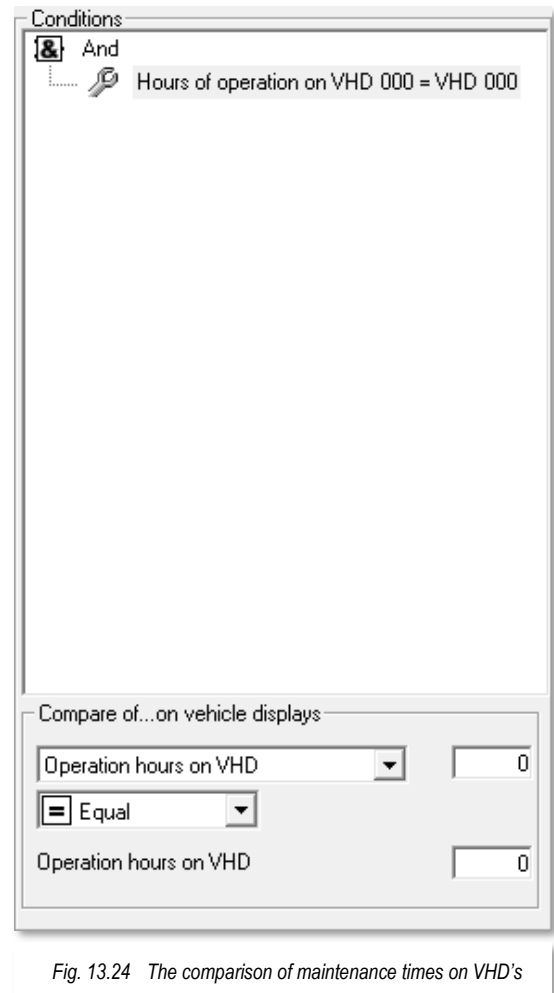 Conditions
& And
Hours of operation on VHD 000 = VHD 000
Compare of...on vehicle displays
Operation hours on VHD 0
= Equal
Operation hours on VHD 0
Fig. 13.24 The comparison of maintenance times on VHD's